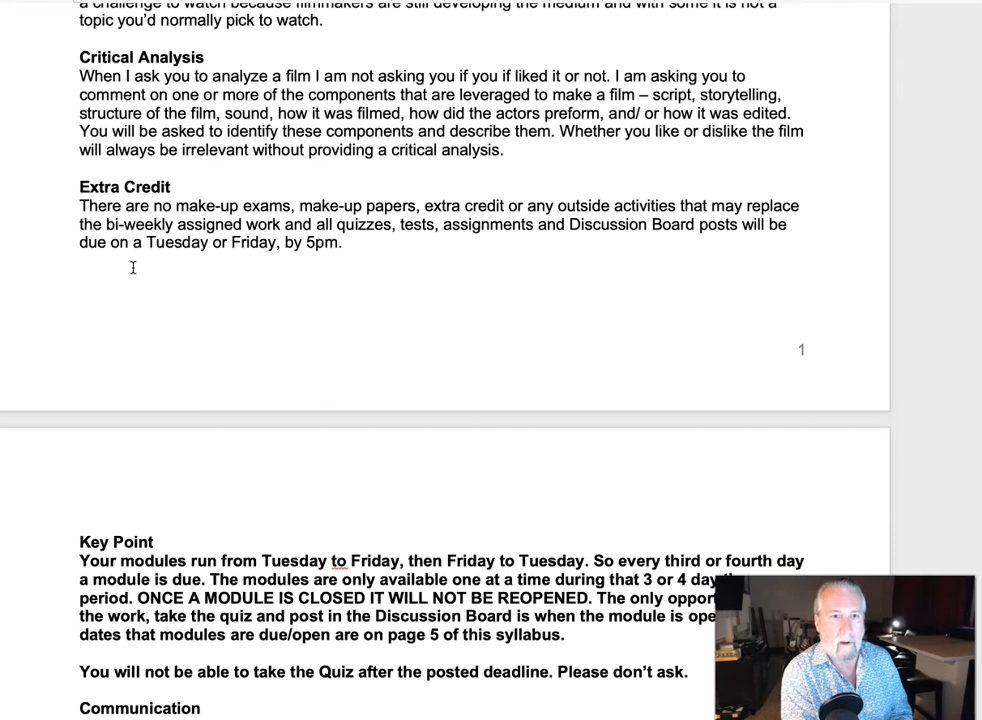 a challenge to watch because filmmakers are still developing the medium and with some it is not a
topic you'd normally pick to watch.
Critical Analysis
When I ask you to analyze a film I am not asking you if you if liked it or not. I am asking you to
comment on one or more of the components that are leveraged to make a film – script, storytelling,
structure of the film, sound, how it was filmed, how did the actors preform, and/ or how it was edited.
You will be asked to identify these components and describe them. Whether you like or dislike the film
will always be irrelevant without providing a critical analysis.
Extra Credit
There are no make-up exams, make-up papers, extra credit or any outside activities that may replace
the bi-weekly assigned work and all quizzes, tests, assignments and Discussion Board posts will be
due on a Tuesday or Friday, by 5pm.
1
Key Point
Your modules run from Tuesday to Friday, then Friday to Tuesday. So every third or fourth day
a module is due. The modules are only available one at a time during that 3 or 4 day
period. ONCE A MODULE IS CLOSED IT WILL NOT BE REOPENED. The only oppor
the work, take the quiz and post in the Discussion Board is when the module is ope
dates that modules are due/open are on page 5 of this syllabus.
You will not be able to take the Quiz after the posted deadline. Please don't ask.
Communication